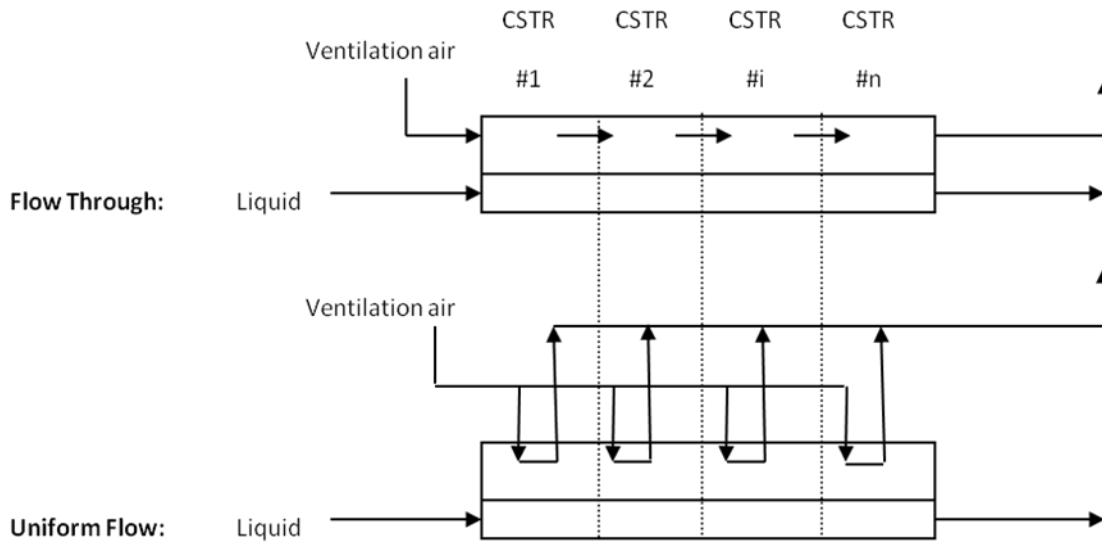 CSTR CSTR CSTR CSTR
Ventilation air
#1 #2 #i #n
Flow Through: Liquid
Ventilation air
Uniform Flow: Liquid